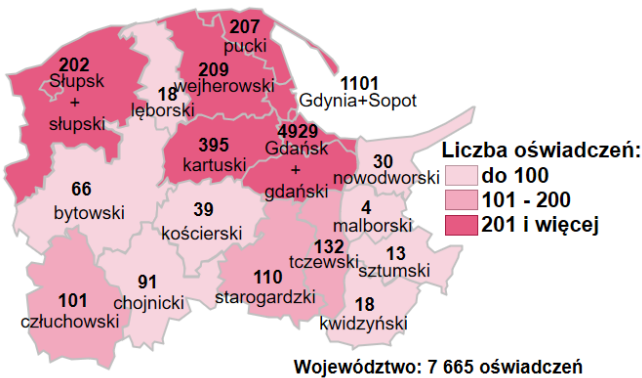 207
pucki
202
Słupsk
+
słupski
209
wejherowski
18
lęborski
1101
Gdynia+Sopot
4929
Gdańsk
+
gdański
395
kartuski
30
nowodworski
Liczba oświadczeń:
do 100
101 - 200
201 i więcej
66
bytowski
39
kościerski
4
malborski
132
tczewski
13
sztumski
91
chojnicki
110
starogardzki
101
człuchowski
18
kwidzyński
Województwo: 7 665 oświadczeń